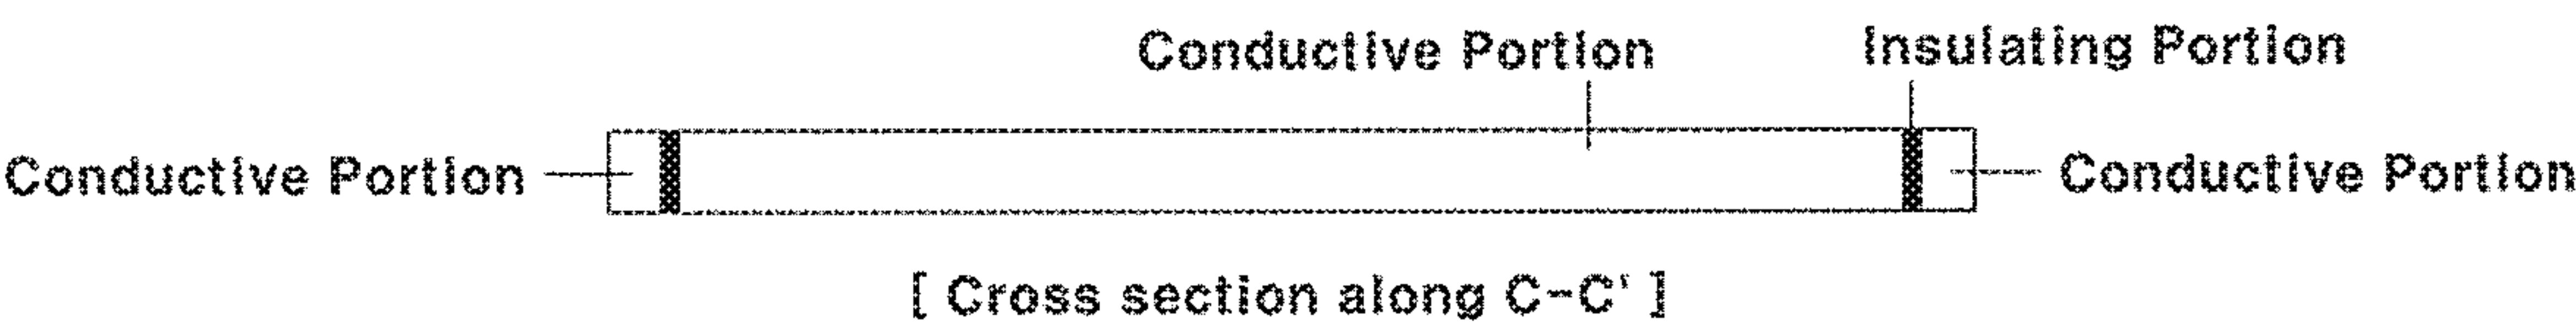 Conductive Portion
Insulating Portion
Conductive Portion
Conductive Portion
[ Cross section along C-C' ]